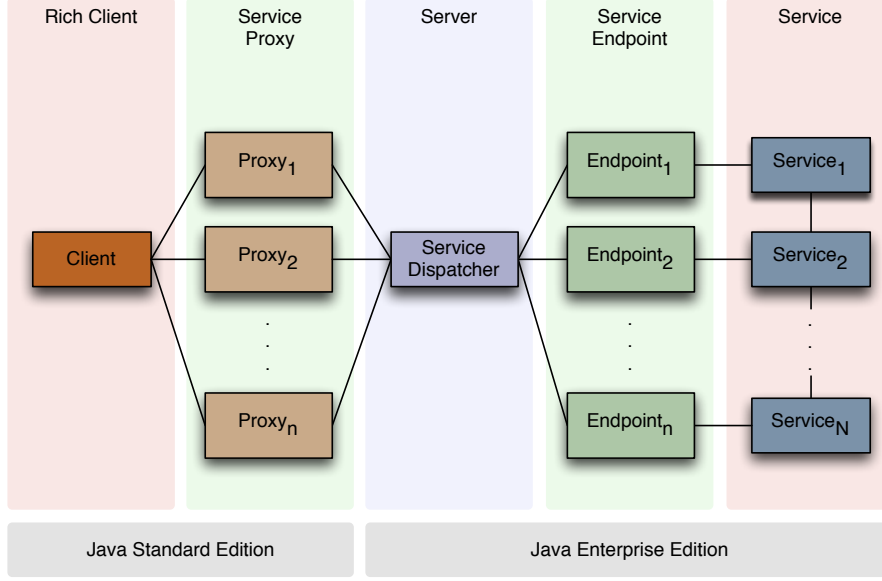 Rich Client
Service
Proxy
Server
Service
Endpoint
Service
Proxy1
Endpoint1
Service1
Client
Proxy2
Service
Dispatcher
Endpoint2
Service2
. . .
. . .
. . .
Proxyn
Endpointn
ServiceN
Java Standard Edition
Java Enterprise Edition